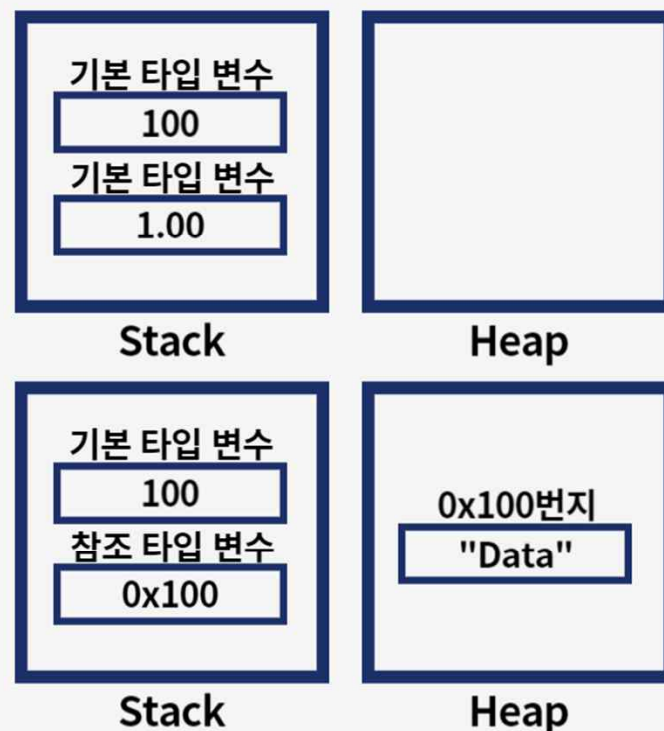 기본 타입 변수
100
기본 타입 변수
1.00
Stack
Heap
기본 타입 변수
100
참조 타입 변수
0x100
0x100번지
"Data"
Stack
Heap